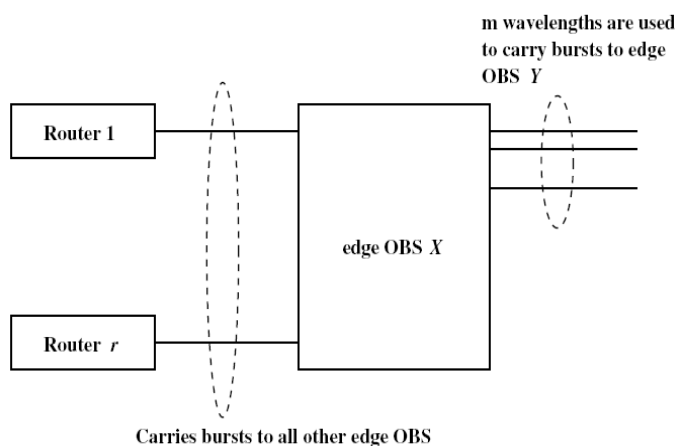 m wavelengths are used
to carry bursts to edge
OBS Y
Router 1
edge OBS X
Router r
Carries bursts to all other edge OBS